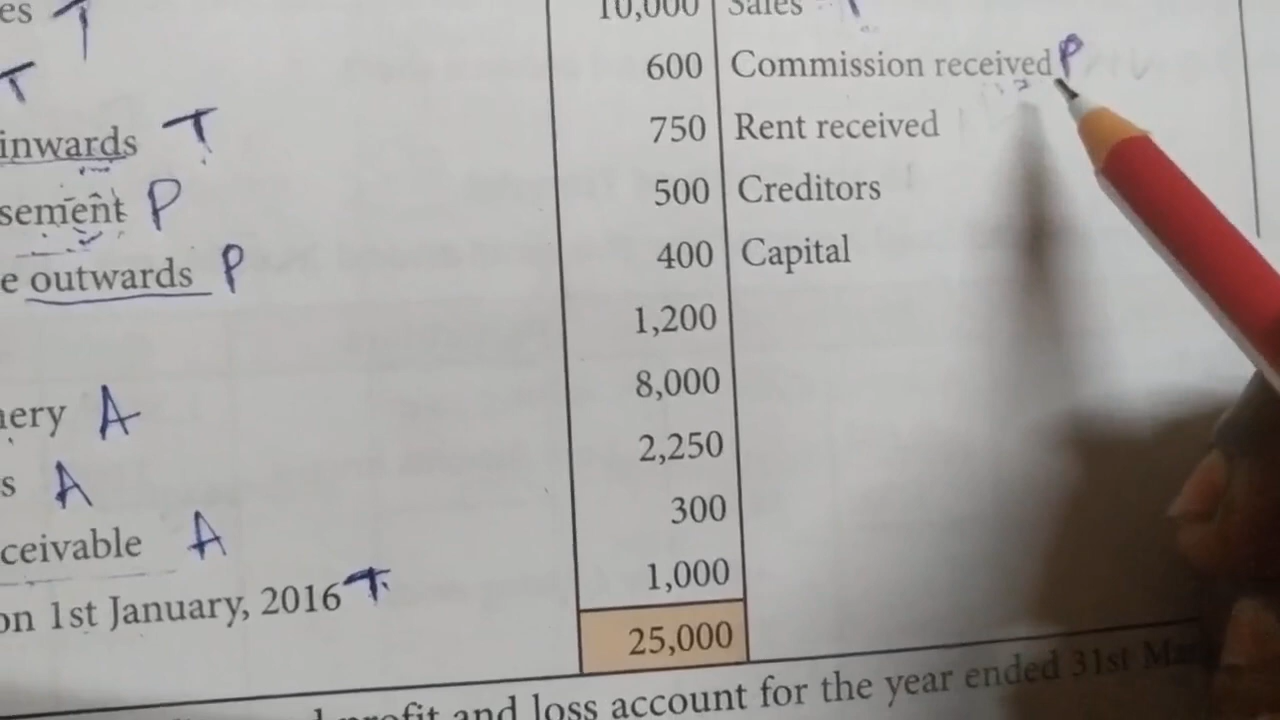 es T 10,000 Sales
T 600 Commission received P
inwards T 750 Rent received
sement P 500 Creditors
e outwards P 400 Capital
1,200
nery A 8,000
s A 2,250
ceivable A 300
on 1st January, 2016 T 1,000
25,000
profit and loss account for the year ended 31st